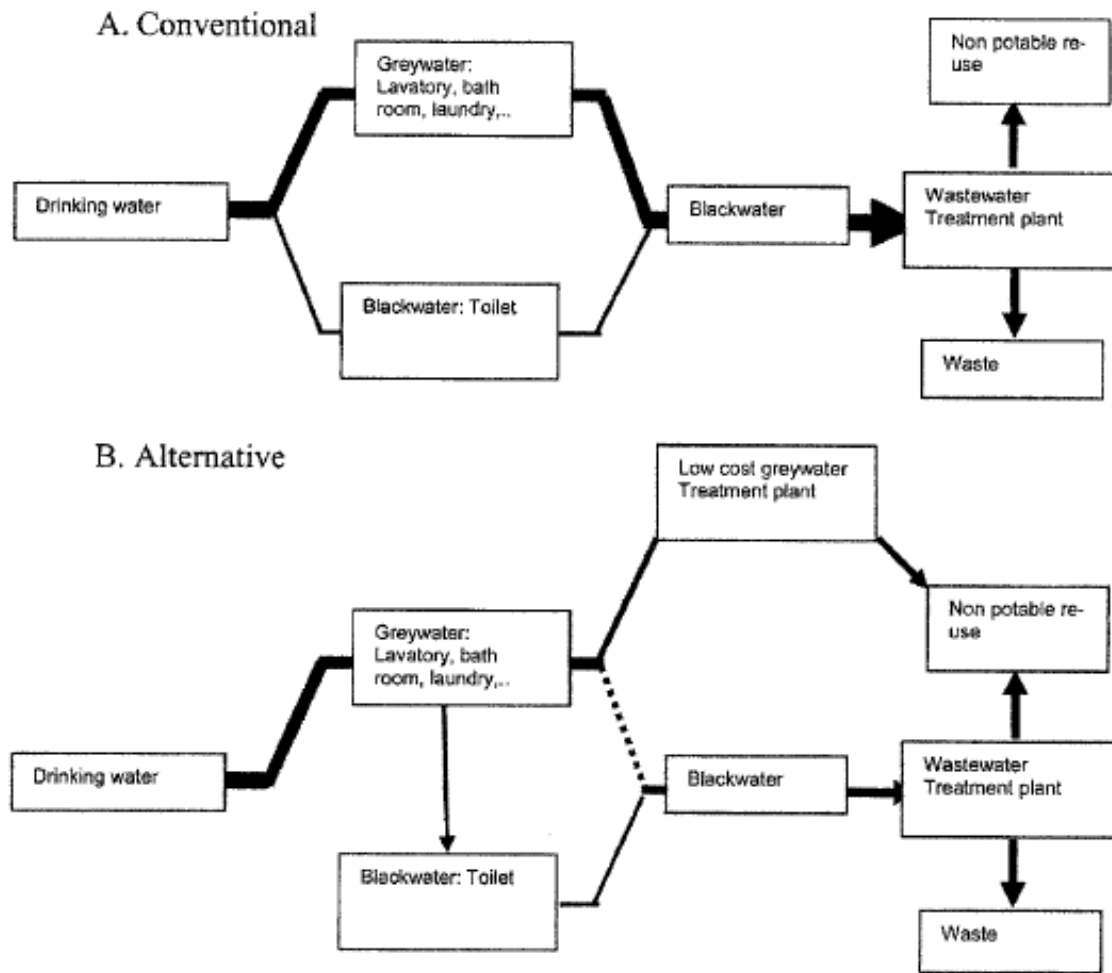 A. Conventional
Greywater:
Lavatory, bath
room, laundry,..
Non potable re-
use
Drinking water
Blackwater
Wastewater
Treatment plant
Blackwater: Toilet
Waste
B. Alternative
Low cost greywater
Treatment plant
Greywater:
Lavatory, bath
room, laundry,..
Non potable re-
use
Drinking water
Blackwater
Wastewater
Treatment plant
Blackwater: Toilet
Waste